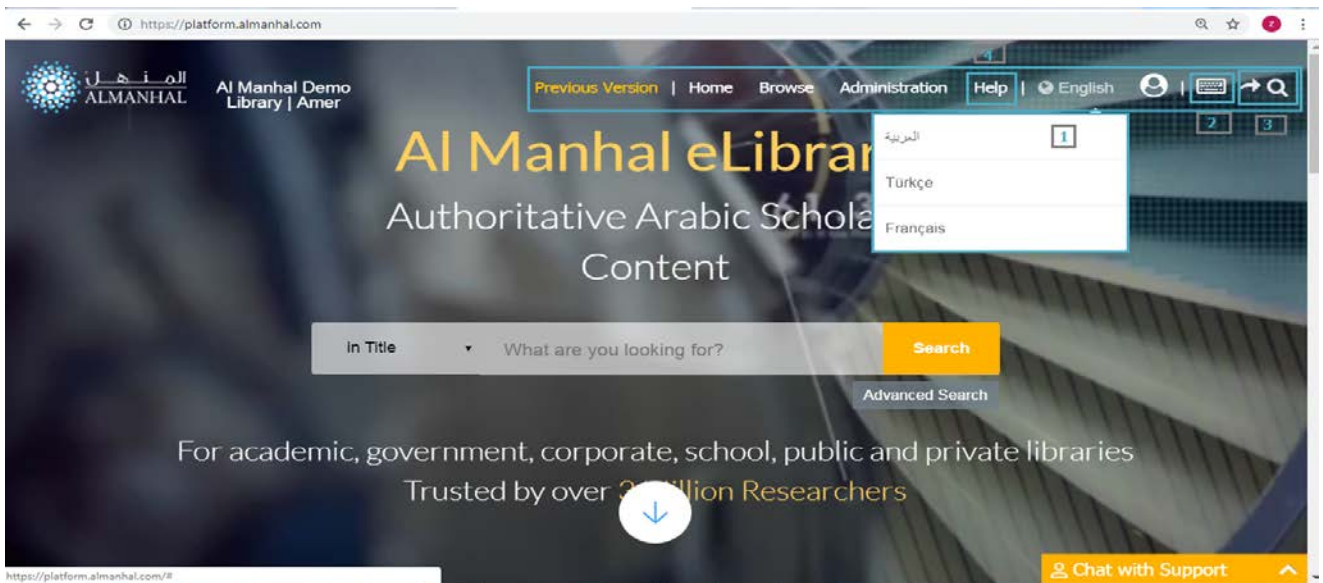 https://platform.almanhal.com
المنهل
ALMANHAL
Al Manhal Demo
Library | Amer
4
Previous Version | Home Browse Administration Help | English
2
3
العربية
1
Türkçe
Français
Al Manhal eLibrar
Authoritative Arabic Schola
Content
in Title
What are you looking for?
Search
Advanced Search
For academic, government, corporate, school, public and private libraries
Trusted by over Researchers
https://platform.almanhal.com/#
Chat with Support